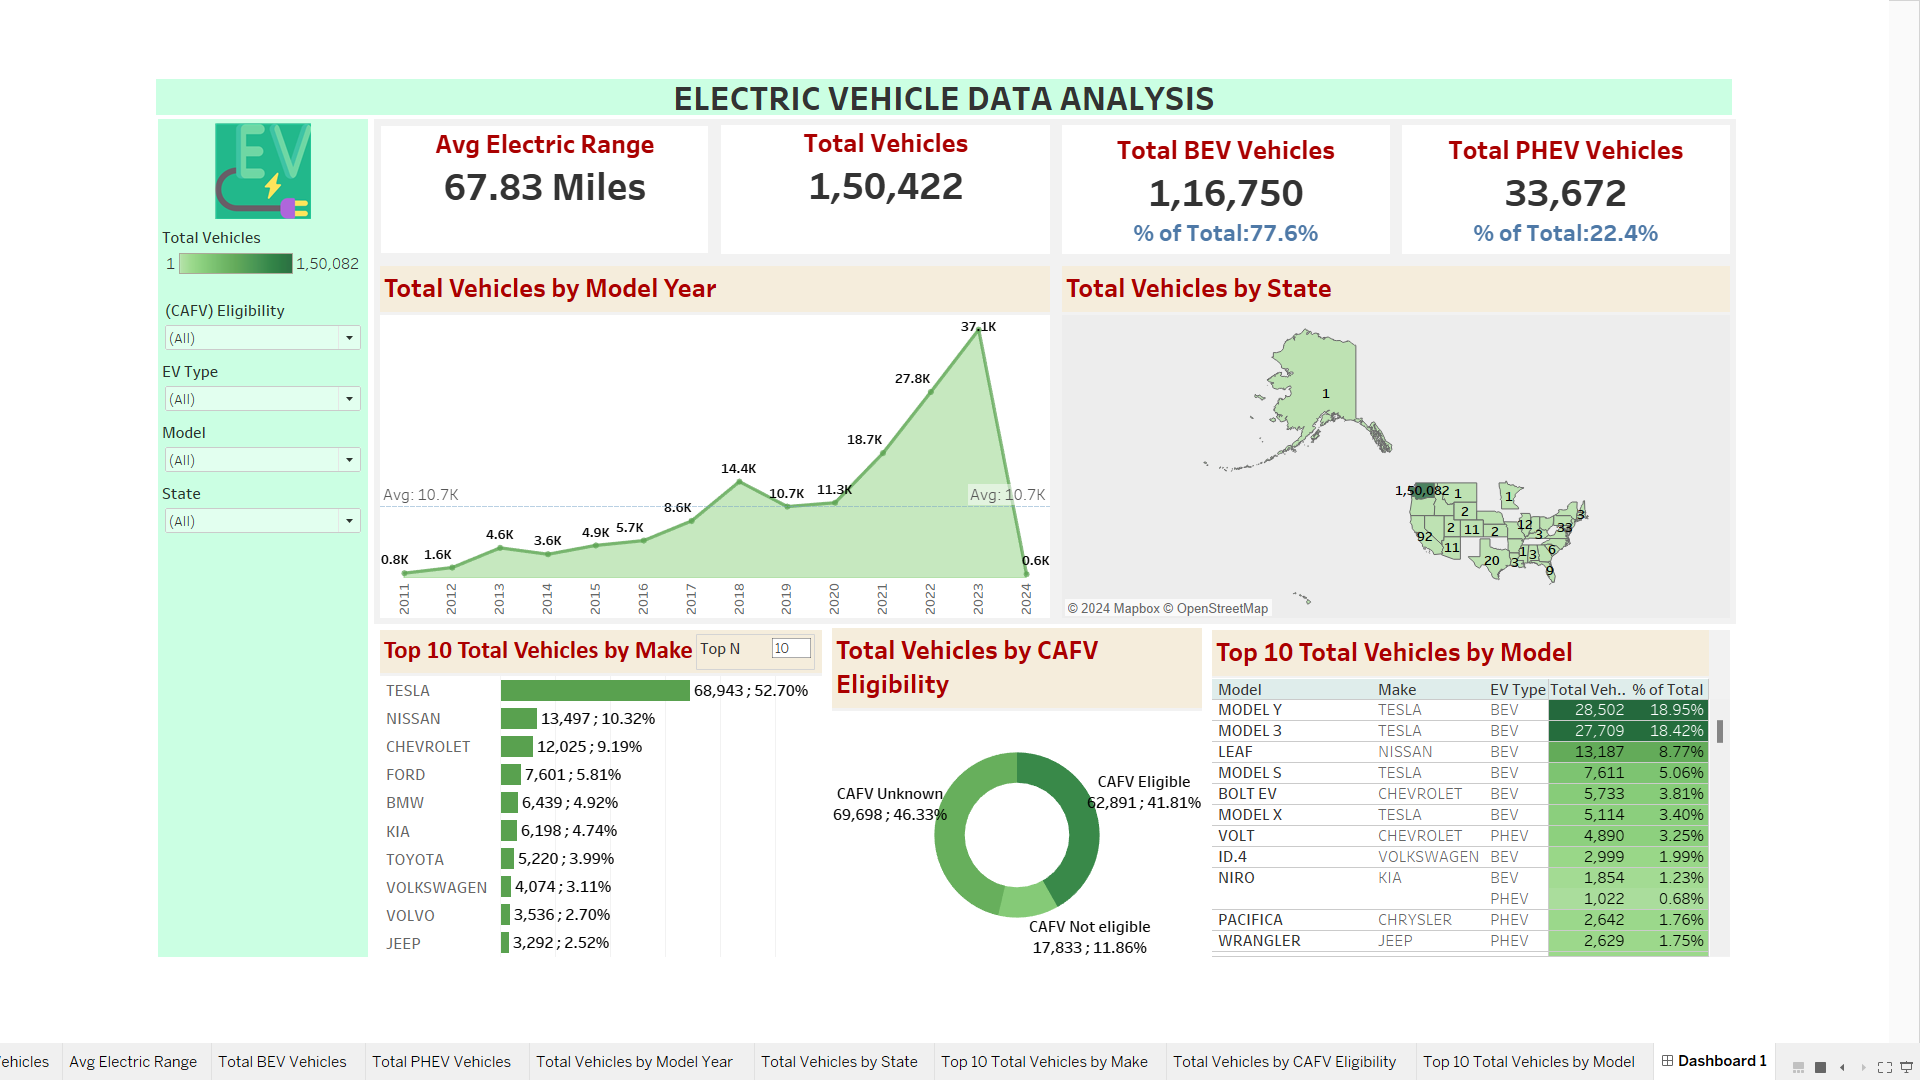 ELECTRIC VEHICLE DATA ANALYSIS
EV
Total Vehicles
1 1,50,082
(CAFV) Eligibility
(All)
EV Type
(All)
Model
(All)
State
(All)
Avg Electric Range
67.83 Miles
Total Vehicles
1,50,422
Total BEV Vehicles
1,16,750
% of Total:77.6%
Total PHEV Vehicles
33,672
% of Total:22.4%
Total Vehicles by Model Year
37.1K
27.8K
18.7K
14.4K
Avg: 10.7K
10.7K
11.3K
Avg: 10.7K
8.6K
4.6K
3.6K
4.9K
5.7K
0.8K
1.6K
0.6K
2011 2012 2013 2014 2015 2016 2017 2018 2019 2020 2021 2022 2023 2024
Total Vehicles by State
1
1,50,082 1 1
2 3
92 2 11 2 12 3 33
11 20 3 1 3 6 9
© 2024 Mapbox © OpenStreetMap
Top 10 Total Vehicles by Make
Top N 10
TESLA 68,943 ; 52.70%
NISSAN 13,497 ; 10.32%
CHEVROLET 12,025 ; 9.19%
FORD 7,601 ; 5.81%
BMW 6,439 ; 4.92%
KIA 6,198 ; 4.74%
TOYOTA 5,220 ; 3.99%
VOLKSWAGEN 4,074 ; 3.11%
VOLVO 3,536 ; 2.70%
JEEP 3,292 ; 2.52%
Total Vehicles by CAFV
Eligibility
CAFV Eligible
62,891 ; 41.81%
CAFV Unknown
69,698 ; 46.33%
CAFV Not eligible
17,833 ; 11.86%
Top 10 Total Vehicles by Model
Model Make EV Type Total Veh.. % of Total
MODEL Y TESLA BEV 28,502 18.95%
MODEL 3 TESLA BEV 27,709 18.42%
LEAF NISSAN BEV 13,187 8.77%
MODEL S TESLA BEV 7,611 5.06%
BOLT EV CHEVROLET BEV 5,733 3.81%
MODEL X TESLA BEV 5,114 3.40%
VOLT CHEVROLET PHEV 4,890 3.25%
ID.4 VOLKSWAGEN BEV 2,999 1.99%
NIRO KIA BEV 1,854 1.23%
PHEV 1,022 0.68%
PACIFICA CHRYSLER PHEV 2,642 1.76%
WRANGLER JEEP PHEV 2,629 1.75%
ehicles Avg Electric Range Total BEV Vehicles Total PHEV Vehicles Total Vehicles by Model Year Total Vehicles by State Top 10 Total Vehicles by Make Total Vehicles by CAFV Eligibility Top 10 Total Vehicles by Model Dashboard 1